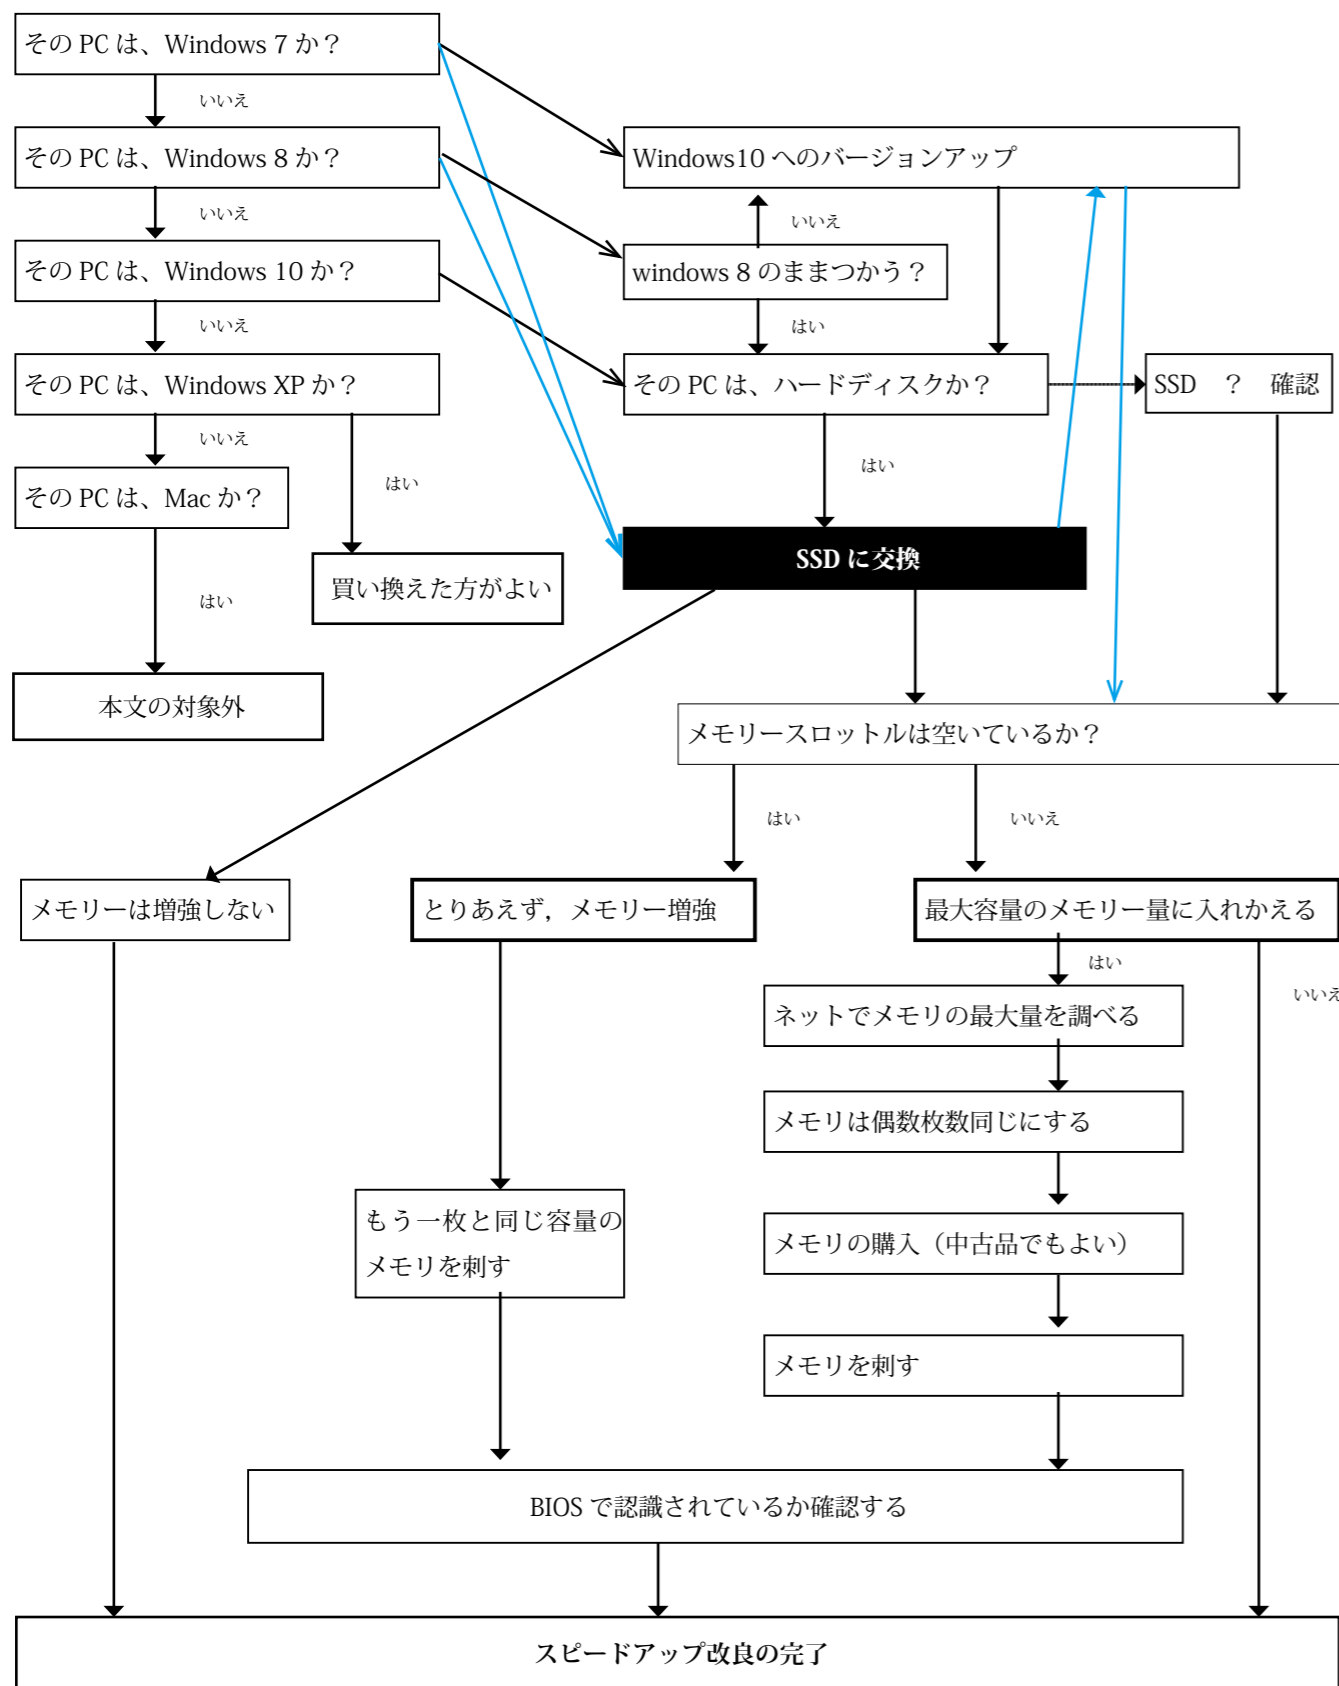 その PC は、Windows 7 か？
いいえ
その PC は、Windows 8 か？
Windows10 へのバージョンアップ
いいえ
いいえ
その PC は、Windows 10 か？
windows 8 のままつかう？
いいえ
はい
その PC は、Windows XP か？
その PC は、ハードディスクか？
SSD　？　確認
いいえ
はい
はい
その PC は、Mac か？
SSD に交換
買い換えた方がよい
はい
本文の対象外
メモリースロットルは空いているか？
はい
いいえ
メモリーは増強しない
とりあえず，メモリー増強
最大容量のメモリー量に入れかえる
はい
いいえ
ネットでメモリの最大量を調べる
メモリは偶数枚数同じにする
もう一枚と同じ容量の
メモリを刺す
メモリの購入（中古品でもよい）
メモリを刺す
BIOS で認識されているか確認する
スピードアップ改良の完了